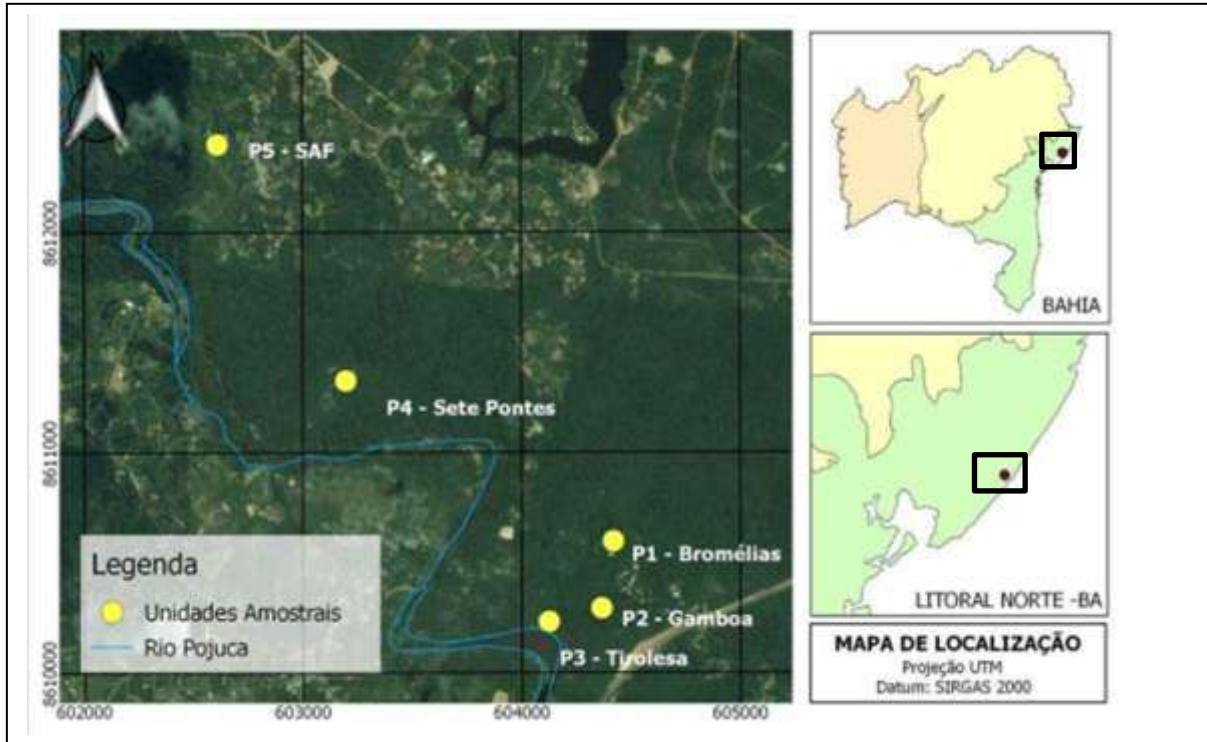 N
P5 - SAF
8612000
P4 - Sete Pontes
8611000
P1 - Bromélias
P2 - Gamboa
P3 - Tirolesa
8610000
602000
603000
604000
605000
Legenda
Unidades Amostrais
Rio Pojuca
BAHIA
LITORAL NORTE -BA
MAPA DE LOCALIZAÇÃO
Projeção UTM
Datum: SIRGAS 2000